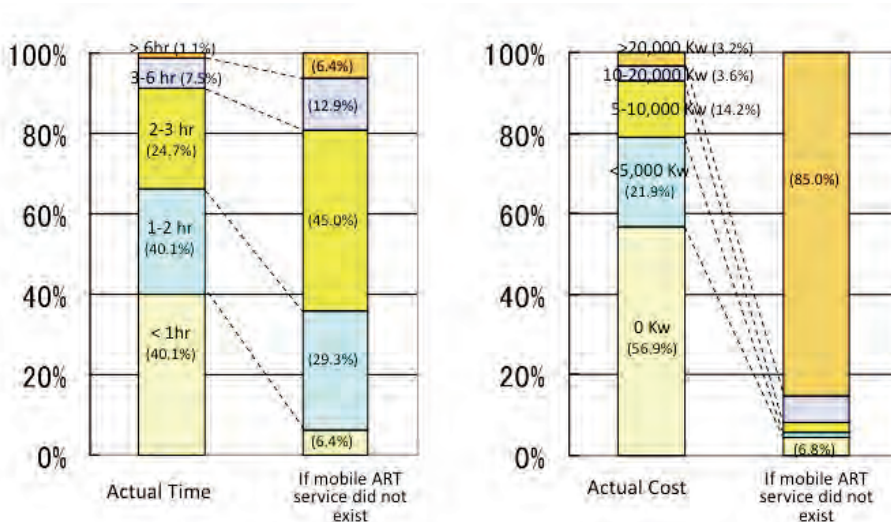 100%
80%
60%
40%
20%
0%
> 6hr (1.1%)
3-6 hr (7.5%)
2-3 hr
(24.7%)
1-2 hr
(40.1%)
< 1hr
(40.1%)
(6.4%)
(12.9%)
(45.0%)
(29.3%)
(6.4%)
Actual Time
If mobile ART
service did not
exist
100%
80%
60%
40%
20%
0%
>20,000 Kw (3.2%)
10-20,000 Kw (3.6%)
5-10,000 Kw (14.2%)
<5,000 Kw
(21.9%)
0 Kw
(56.9%)
(85.0%)
(6.8%)
Actual Cost
If mobile ART
service did not
exist